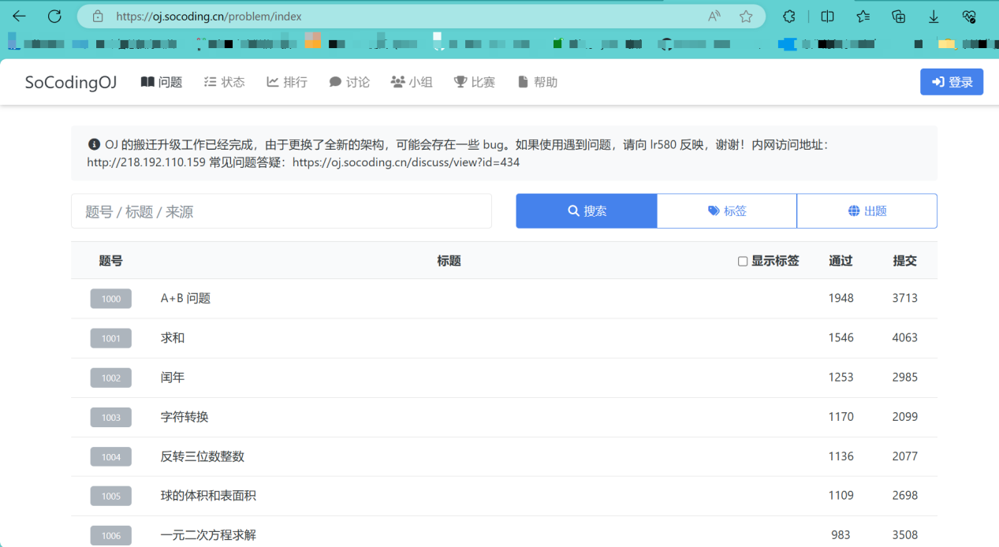 https://oj.socoding.cn/problem/index
SoCodingOJ 问题 状态 排行 讨论 小组 比赛 帮助 登录
OJ 的搬迁升级工作已经完成，由于更换了全新的架构，可能会存在一些 bug。如果使用遇到问题，请向 lr580 反映，谢谢！内网访问地址：
http://218.192.110.159 常见问题答疑：https://oj.socoding.cn/discuss/view?id=434
题号 / 标题 / 来源 搜索 标签 出题
题号 标题 显示标签 通过 提交
1000 A+B 问题 1948 3713
1001 求和 1546 4063
1002 闰年 1253 2985
1003 字符转换 1170 2099
1004 反转三位数整数 1136 2077
1005 球的体积和表面积 1109 2698
1006 一元二次方程求解 983 3508